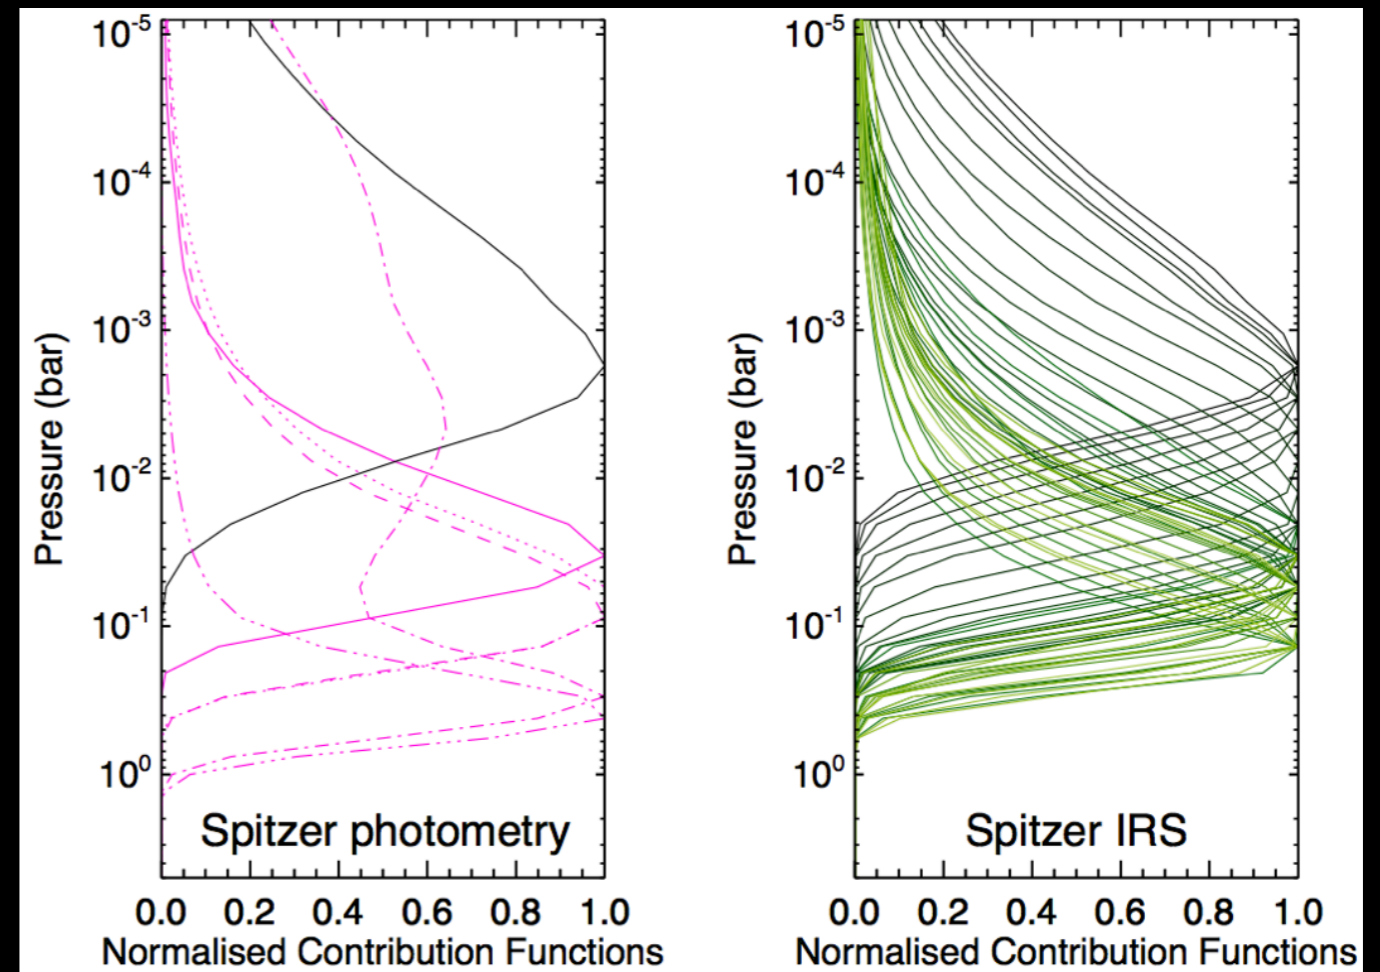 10-5
10-4
10-3
10-2
10-1
100
Pressure (bar)
Spitzer photometry
0.0 0.2 0.4 0.6 0.8 1.0
Normalised Contribution Functions
10-5
10-4
10-3
10-2
10-1
100
Pressure (bar)
Spitzer IRS
0.0 0.2 0.4 0.6 0.8 1.0
Normalised Contribution Functions